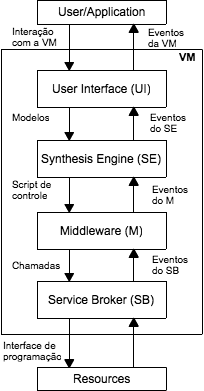 User/Application
Interação
com a VM
Eventos
da VM
VM
User Interface (UI)
Modelos
Eventos
do SE
Synthesis Engine (SE)
Script de
controle
Eventos
do M
Middleware (M)
Chamadas
Eventos
do SB
Service Broker (SB)
Interface de
programação
Resources